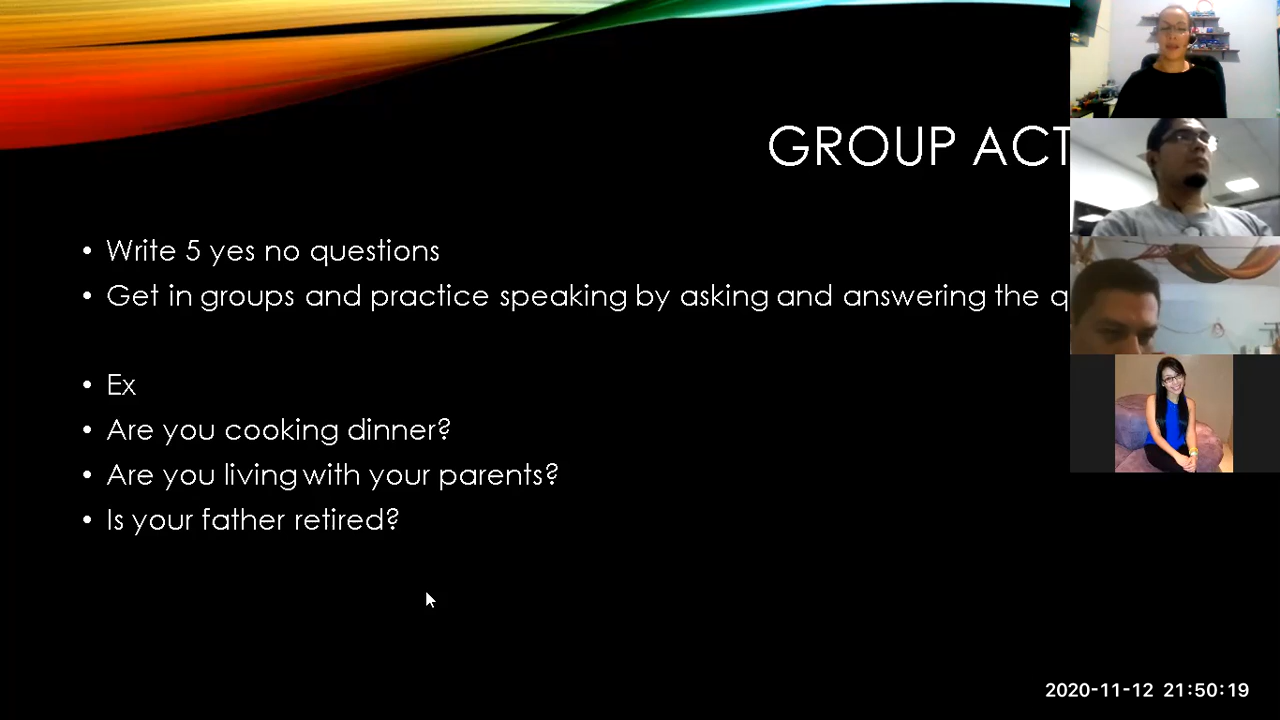 GROUP ACT
• Write 5 yes no questions
• Get in groups and practice speaking by asking and answering the q
• Ex
• Are you cooking dinner?
• Are you living with your parents?
• Is your father retired?
2020-11-12 21:50:19